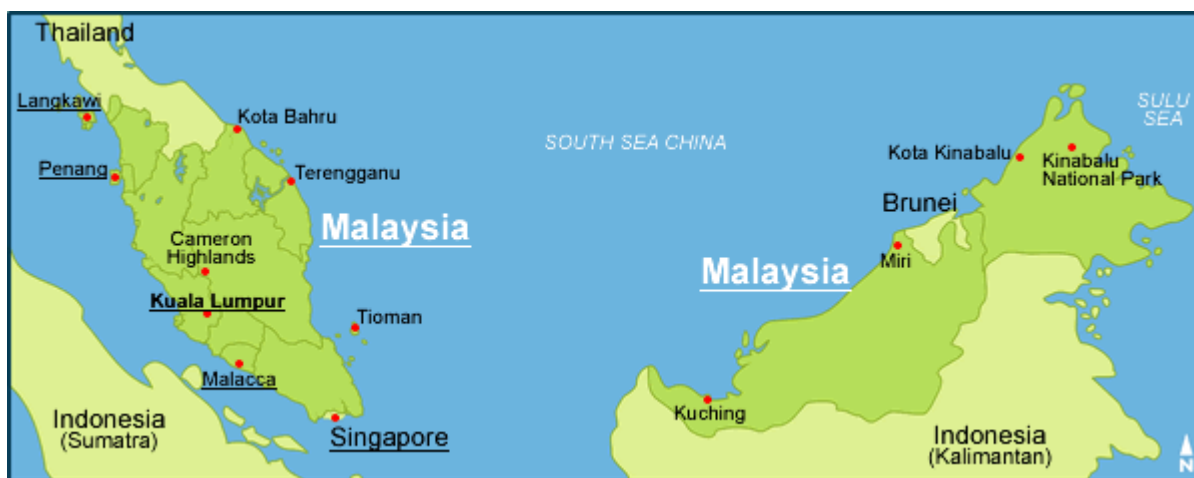 Thailand
Langkawi
Kota Bahru
SULU
SEA
SOUTH SEA CHINA
Kota Kinabalu
Kinabalu
National Park
Penang
Terengganu
Brunei
Malaysia
Cameron
Highlands
Miri
Malaysia
Kuala Lumpur
Tioman
Malacca
Kuching
Indonesia
(Sumatra)
Singapore
Indonesia
(Kalimantan)
N